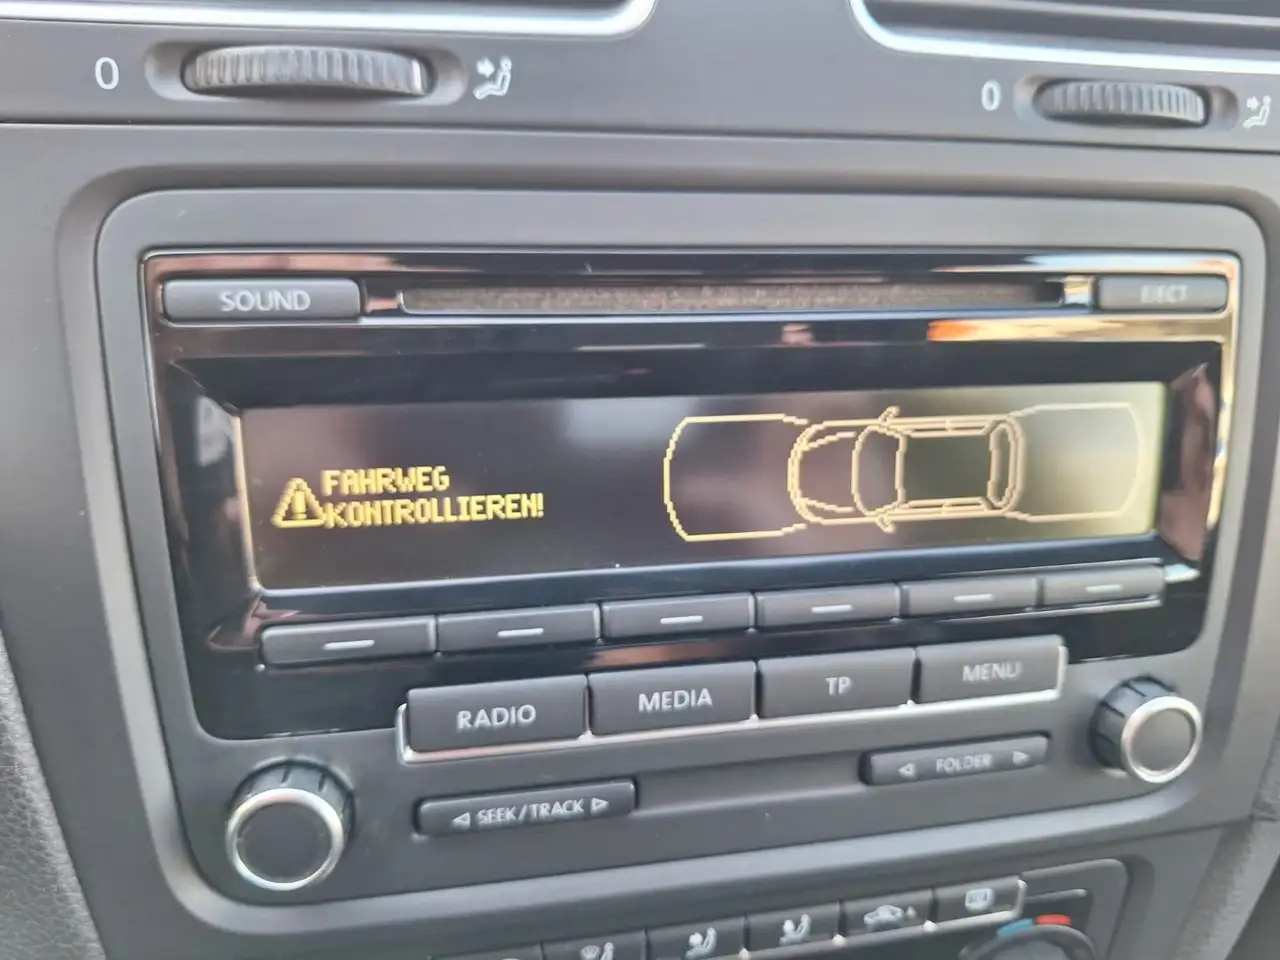 0
0
SOUND
EJECT
FAHRWEG
KONTROLLIEREN!
RADIO
MEDIA
TP
MENU
SEEK/TRACK
FOLDER